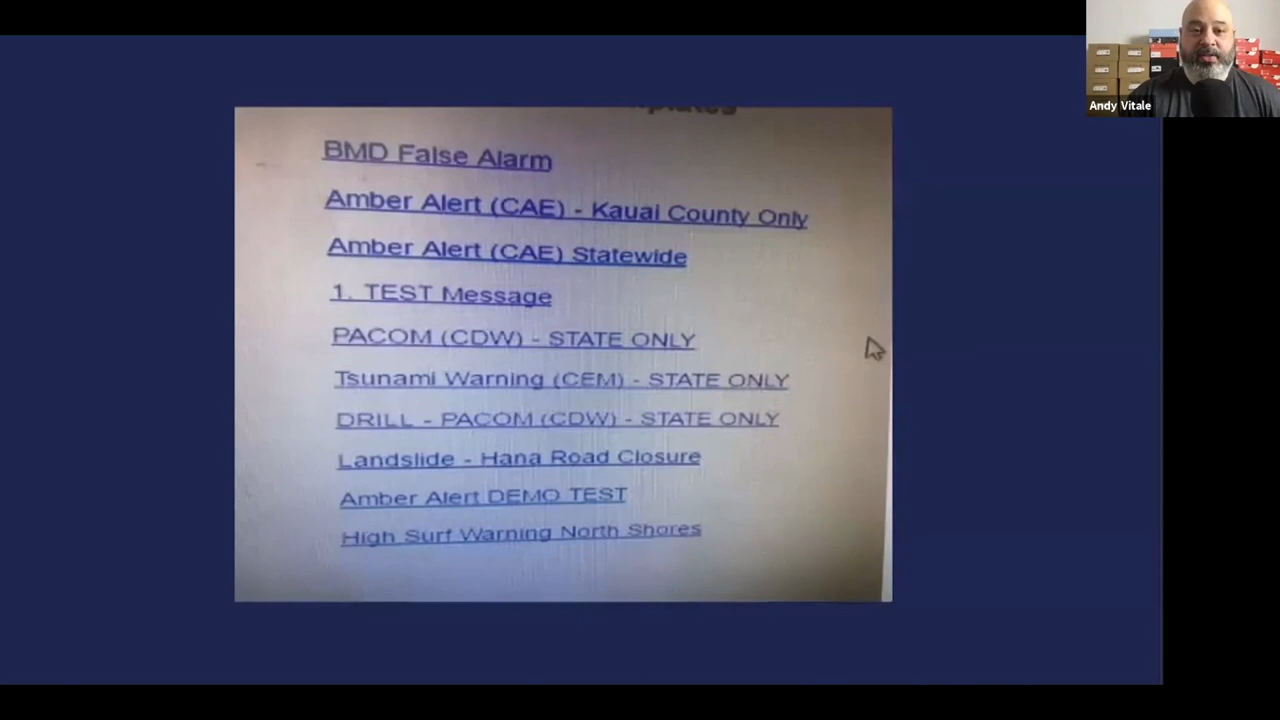 BMD False Alarm
Amber Alert (CAE) - Kauai County Only
Amber Alert (CAE) Statewide
1. TEST Message
PACOM (CDW) - STATE ONLY
Tsunami Warning (CEM) - STATE ONLY
DRILL - PACOM (CDW) - STATE ONLY
Landslide - Hana Road Closure
Amber Alert DEMO TEST
High Surf Warning North Shores
Andy Vitale